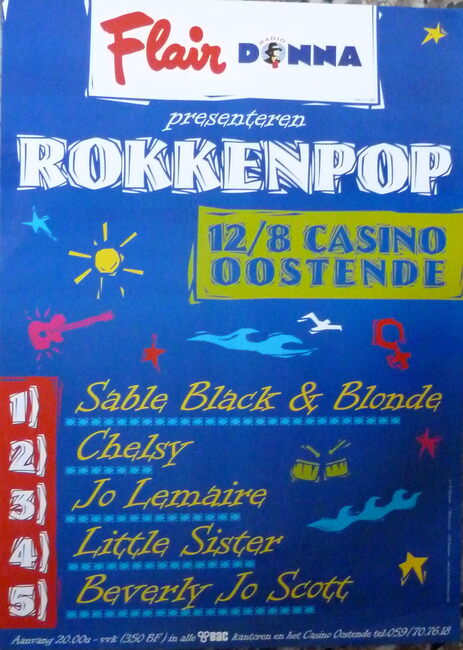 Flair RADIO DONNA
presenteren
ROKKENPOP
12/8 CASINO
OOSTENDE
1) Sable Black & Blonde
2) Chelsy
3) Jo Lemaire
4) Little Sister
5) Beverly Jo Scott
Aanvang 20.00u - vvk (350 BF) in alle BAC kantoren en het Casino Oostende tel:059/70.76.18